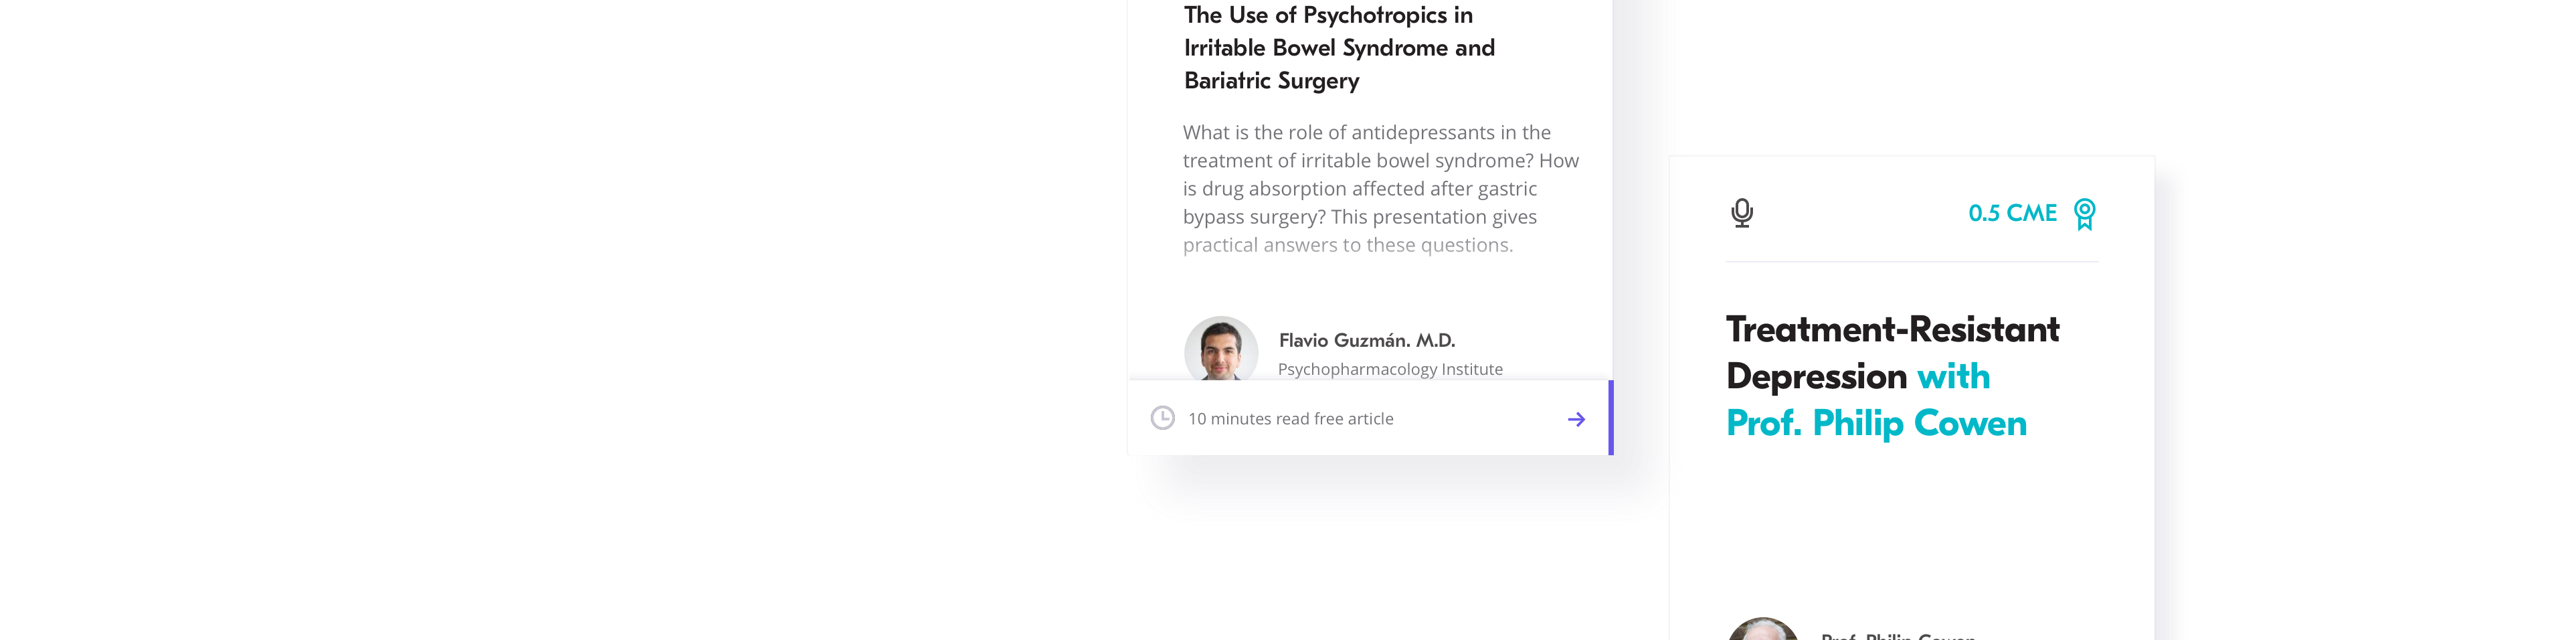 The Use of Psychotropics in
Irritable Bowel Syndrome and
Bariatric Surgery
What is the role of antidepressants in the
treatment of irritable bowel syndrome? How
is drug absorption affected after gastric
bypass surgery? This presentation gives
practical answers to these questions.
Flavio Guzmán. M.D.
Psychopharmacology Institute
10 minutes read free article
0.5 CME
Treatment-Resistant
Depression with
Prof. Philip Cowen
Prof. Philip Cowen